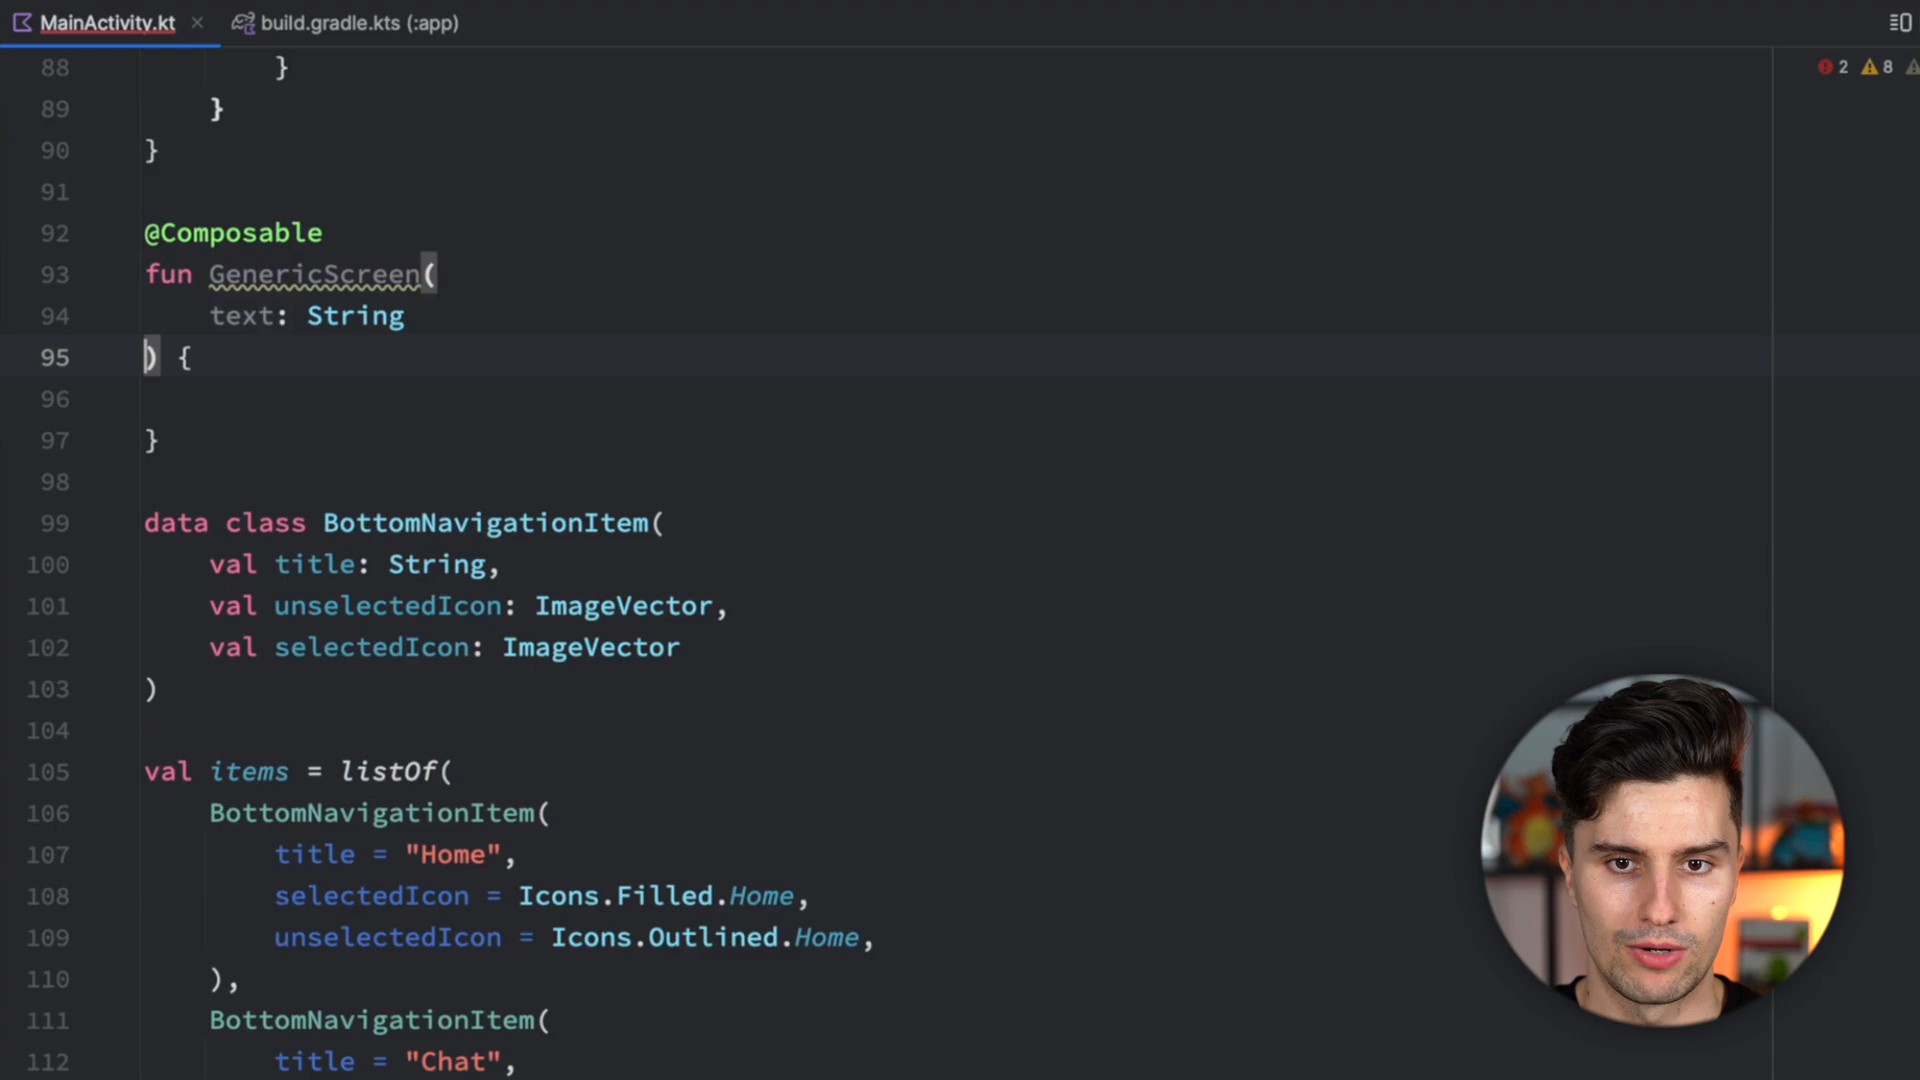 MainActivity.kt
build.gradle.kts (:app)
2 8
88 }
89 }
90 }
91
92 @Composable
93 fun GenericScreen(
94 text: String
95 ) {
96
97 }
98
99 data class BottomNavigationItem(
100 val title: String,
101 val unselectedIcon: ImageVector,
102 val selectedIcon: ImageVector
103 )
104
105 val items = listOf(
106 BottomNavigationItem(
107 title = "Home",
108 selectedIcon = Icons.Filled.Home,
109 unselectedIcon = Icons.Outlined.Home,
110 ),
111 BottomNavigationItem(
112 title = "Chat",